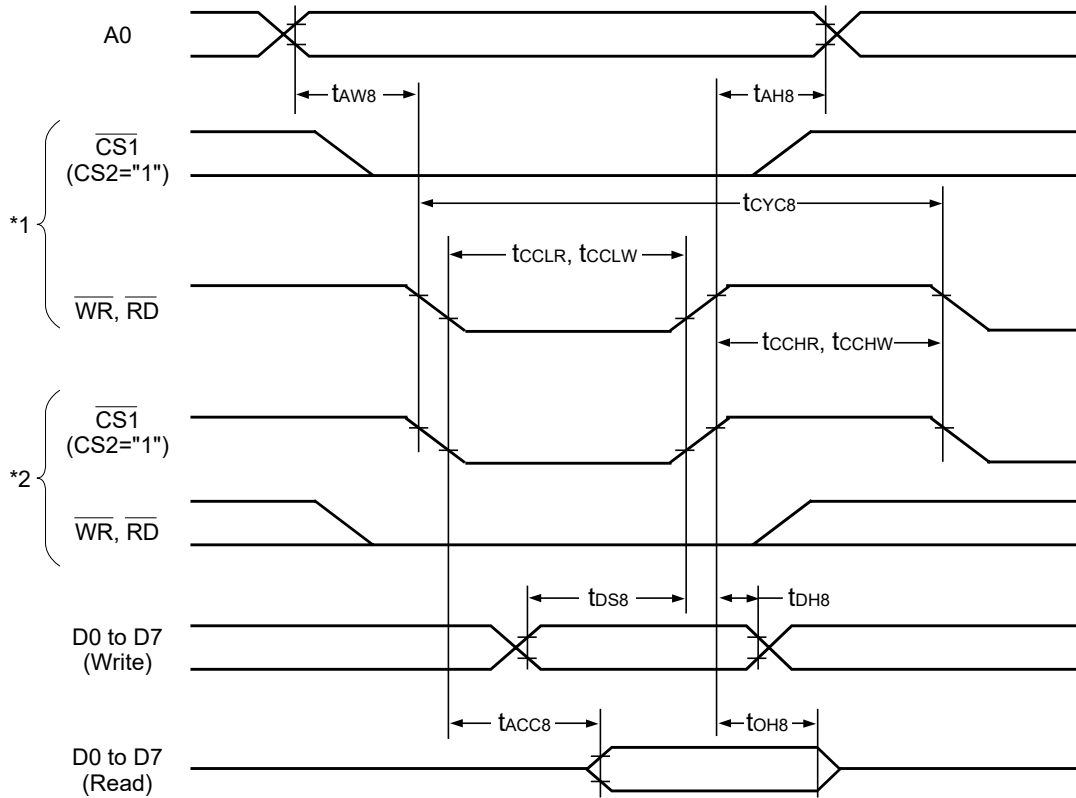 A0
tAW8
tAH8
*1
CS1
(CS2="1")
tCYC8
tCCLR, tCCLW
WR, RD
tCCHR, tCCHW
*2
CS1
(CS2="1")
WR, RD
tDS8
tDH8
D0 to D7
(Write)
tACC8
tOH8
D0 to D7
(Read)